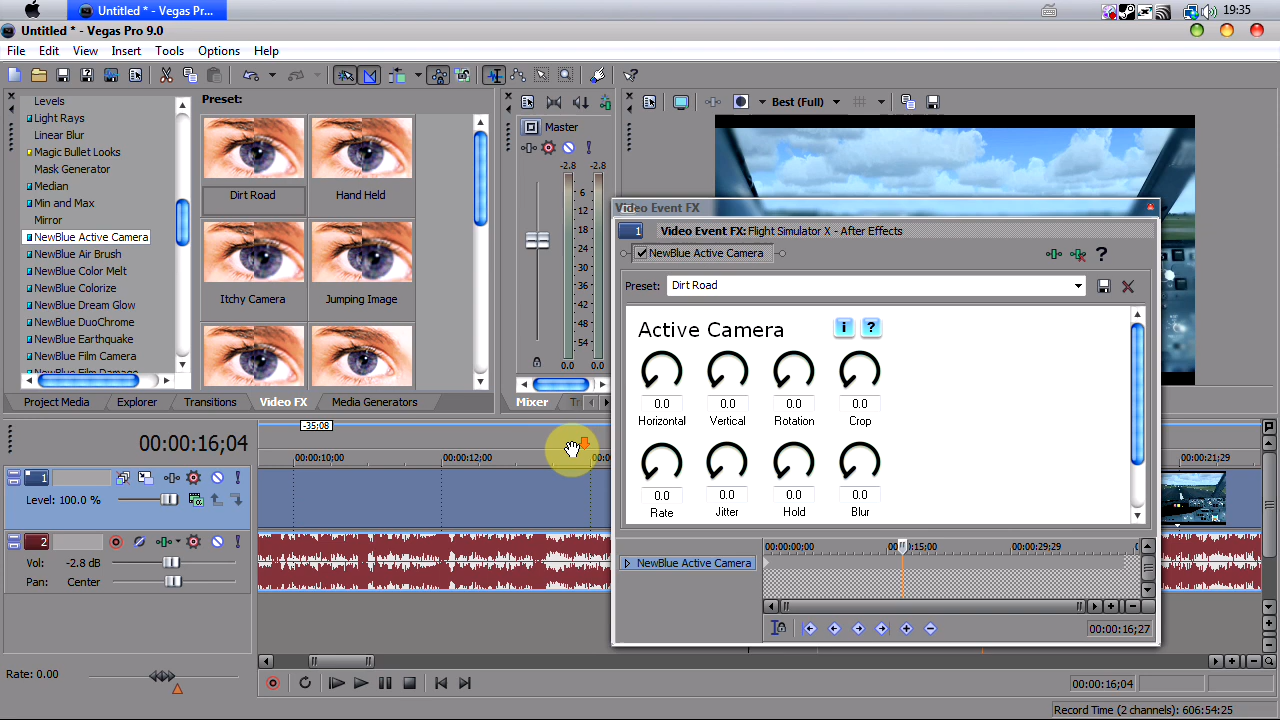 Untitled * - Vegas Pr...
19:35
Untitled * - Vegas Pro 9.0
File Edit View Insert Tools Options Help
Levels
Light Rays
Linear Blur
Magic Bullet Looks
Mask Generator
Median
Min and Max
Mirror
NewBlue Active Camera
NewBlue Air Brush
NewBlue Color Melt
NewBlue Colorize
NewBlue Dream Glow
NewBlue DuoChrome
NewBlue Earthquake
NewBlue Film Camera
NewBlue Film Damage
Preset:
Dirt Road
Hand Held
Itchy Camera
Jumping Image
Project Media Explorer Transitions Video FX Media Generators
Master
-2.8 -2.8
6
12
18
24
30
36
42
48
54
0.0 0.0
Mixer Tr
Best (Full)
Video Event FX
1 Video Event FX: Flight Simulator X - After Effects
NewBlue Active Camera
Preset: Dirt Road
Active Camera
i ?
0.0 0.0 0.0 0.0
Horizontal Vertical Rotation Crop
0.0 0.0 0.0 0.0
Rate Jitter Hold Blur
00:00:00:00 00:00:15:00 00:00:29:29
NewBlue Active Camera
00:00:16;27
00:00:16;04
-35:08
00:00:10;00 00:00:12;00 00:00:21;29
1
Level: 100.0 %
2
Vol: -2.8 dB
Pan: Center
Rate: 0.00
00:00:16;04
Record Time (2 channels): 606:54:25